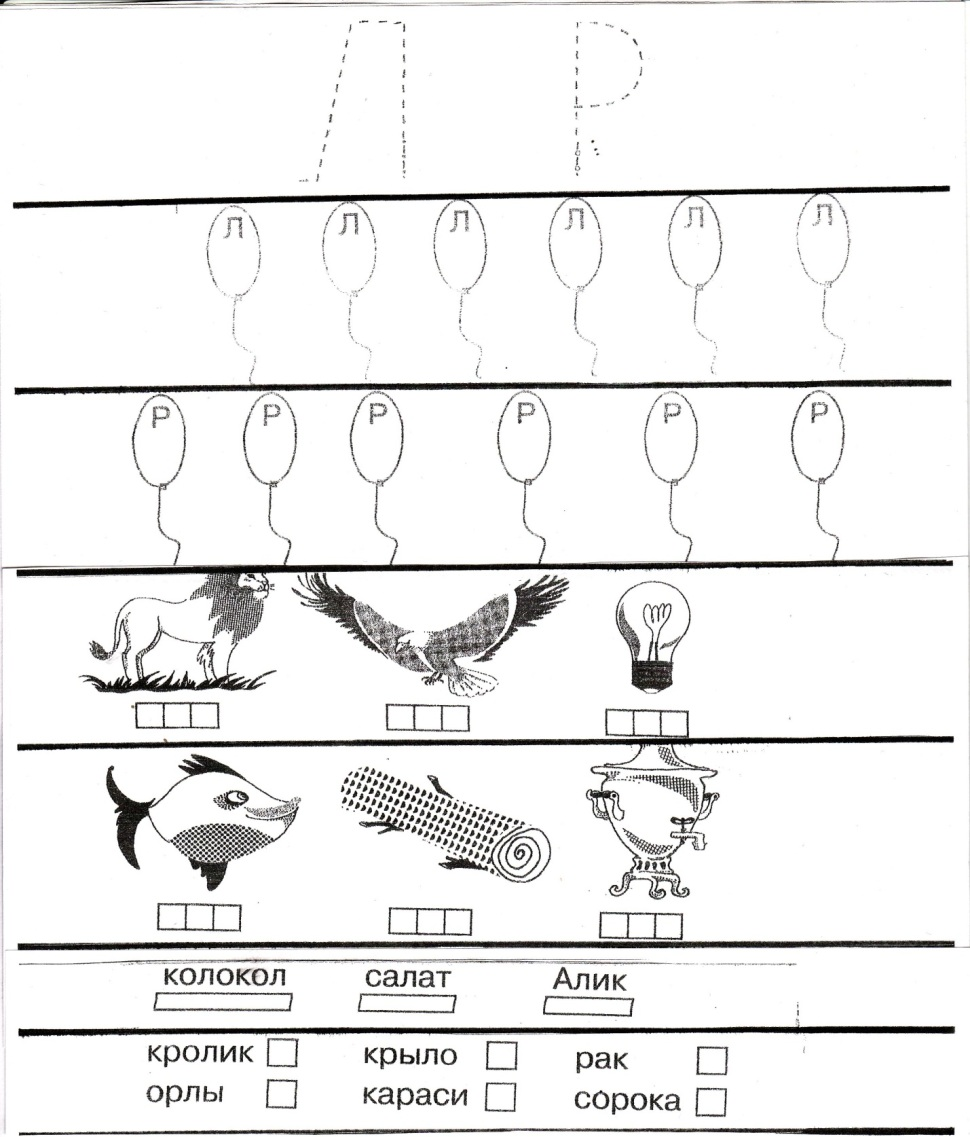 Л Р
Л Л Л Л Л Л
Р Р Р Р Р Р
колокол салат Алик
кролик крыло рак
орлы караси сорока